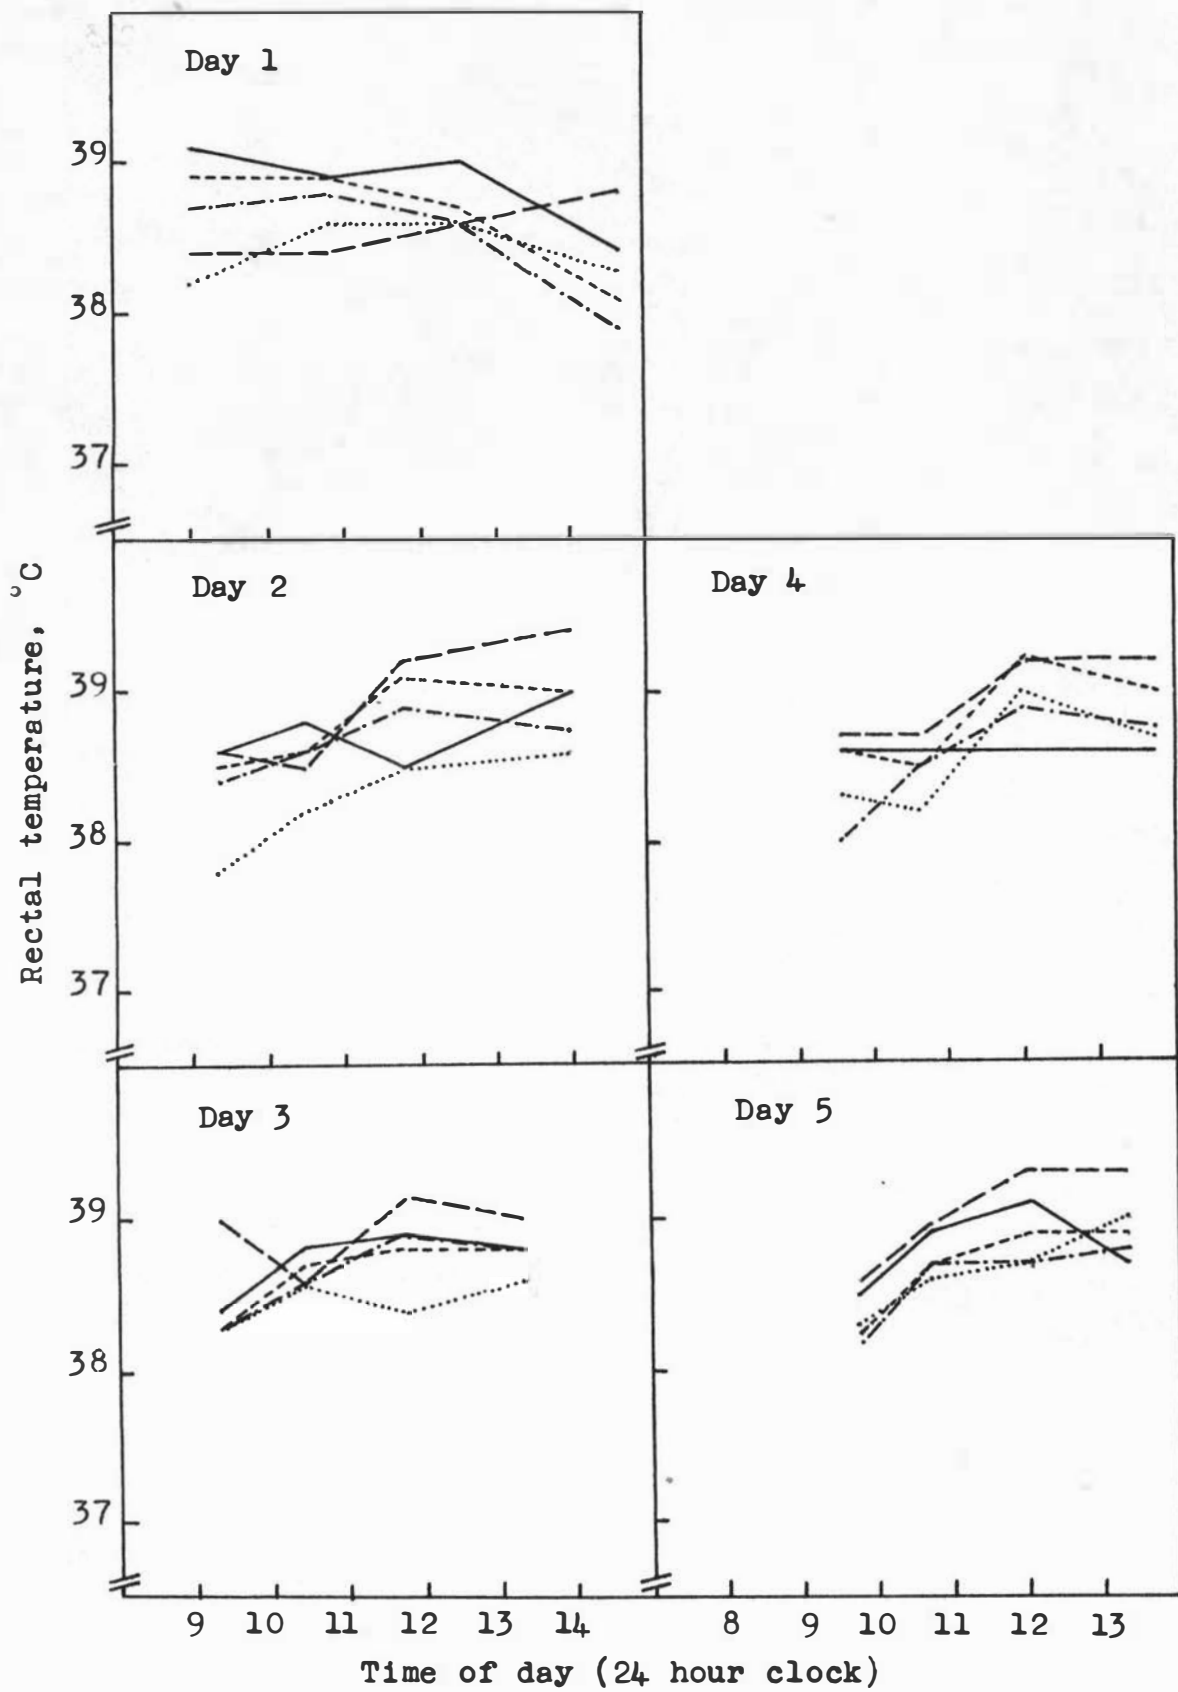 Day 1
39
38
37
Rectal temperature, °C
Day 2
39
38
37
Day 4
Day 3
39
38
37
Day 5
9 10 11 12 13 14
8 9 10 11 12 13
Time of day (24 hour clock)